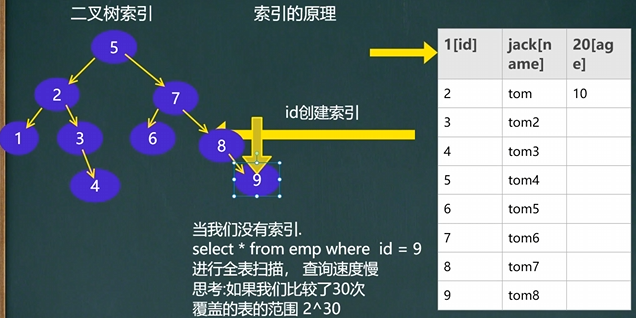 二叉树索引
索引的原理
5
2
7
1
3
6
8
4
9
id创建索引
当我们没有索引.
select * from emp where id = 9
进行全表扫描， 查询速度慢
思考:如果我们比较了30次
覆盖的表的范围 2^30
1[id] jack[n 20[ag
ame] e]
2 tom 10
3 tom2
4 tom3
5 tom4
6 tom5
7 tom6
8 tom7
9 tom8